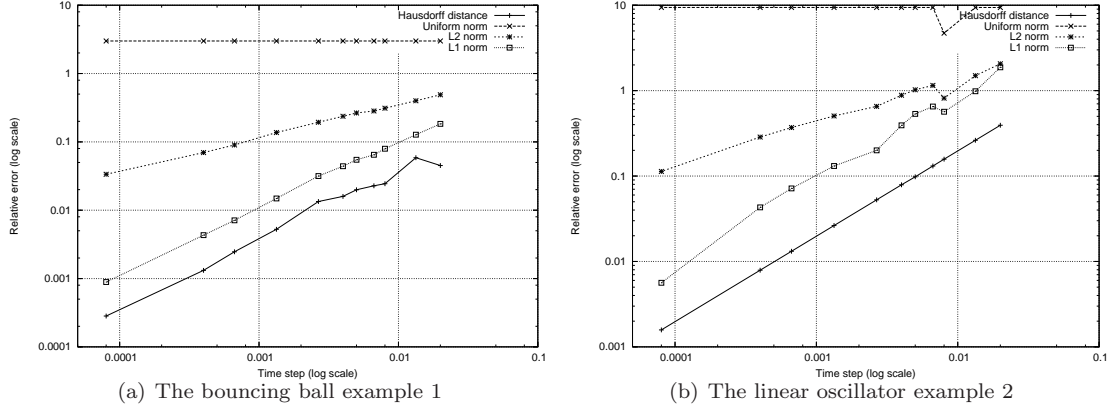 10
1
0.1
0.01
0.001
0.0001
0.0001
0.001
0.01
0.1
Relative error (log scale)
Time step (log scale)
Hausdorff distance
Uniform norm
L2 norm
L1 norm
(a) The bouncing ball example 1
10
1
0.1
0.01
0.001
0.0001
0.001
0.01
0.1
Relative error (log scale)
Time step (log scale)
Hausdorff distance
Uniform norm
L2 norm
L1 norm
(b) The linear oscillator example 2